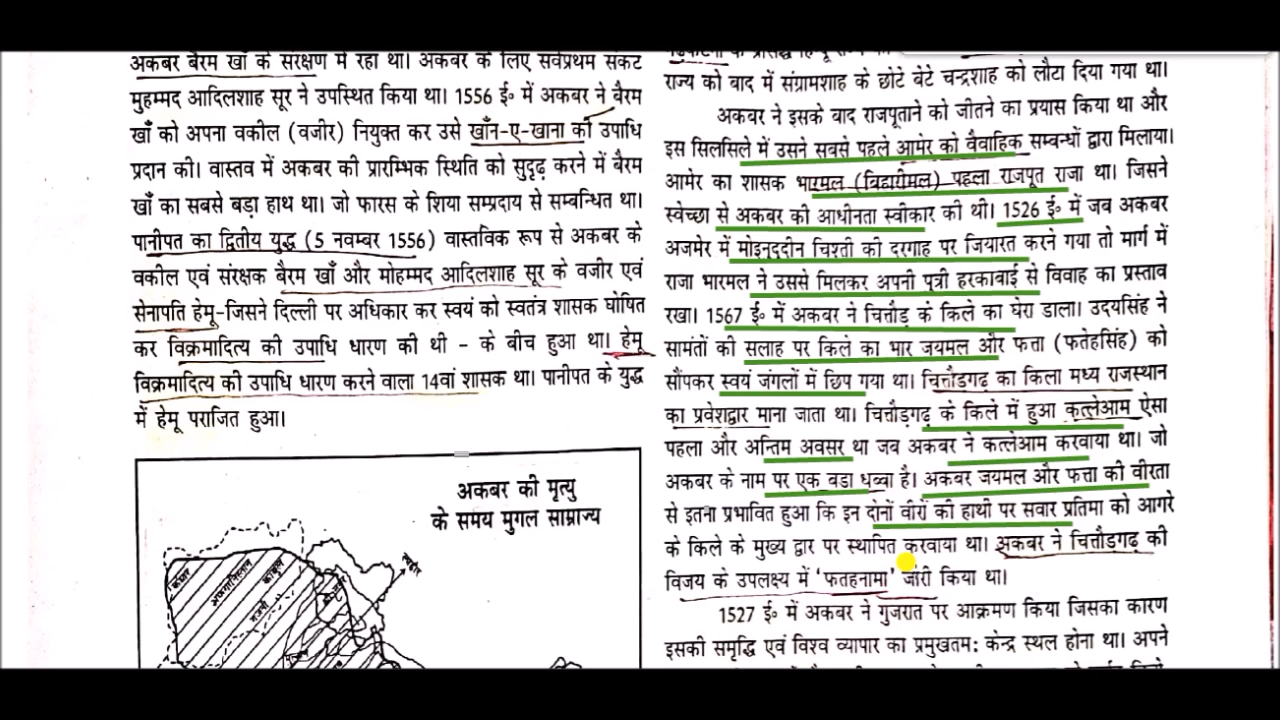 अकबर बैरम खाँ के संरक्षण में रहा था। अकबर के लिए सर्वप्रथम संकट
मुहम्मद आदिलशाह सूर ने उपस्थित किया था। 1556 ई॰ में अकबर ने बैरम
खाँ को अपना वकील (वजीर) नियुक्त कर उसे खाँन-ए-खाना की उपाधि
प्रदान की। वास्तव में अकबर की प्रारम्भिक स्थिति को सुदृढ़ करने में बैरम
खाँ का सबसे बड़ा हाथ था। जो फारस के शिया सम्प्रदाय से सम्बन्धित था।
पानीपत का द्वितीय युद्ध (5 नवम्बर 1556) वास्तविक रूप से अकबर के
वकील एवं संरक्षक बैरम खाँ और मोहम्मद आदिलशाह सूर के वजीर एवं
सेनापति हेमू-जिसने दिल्ली पर अधिकार कर स्वयं को स्वतंत्र शासक घोषित
कर विक्रमादित्य की उपाधि धारण की थी - के बीच हुआ था। हेमू
विक्रमादित्य की उपाधि धारण करने वाला 14वां शासक था। पानीपत के युद्ध
में हेमू पराजित हुआ।
अकबर की मृत्यु
के समय मुगल साम्राज्य
कंधार
अफगानिस्तान
काबुल
राज्य को बाद में संग्रामशाह के छोटे बेटे चन्द्रशाह को लौटा दिया गया था।
अकबर ने इसके बाद राजपूताने को जीतने का प्रयास किया था और
इस सिलसिले में उसने सबसे पहले आमेर को वैवाहिक सम्बन्धों द्वारा मिलाया।
आमेर का शासक भारमल (बिहारीमल) पहला राजपूत राजा था। जिसने
स्वेच्छा से अकबर की आधीनता स्वीकार की थी। 1526 ई॰ में जब अकबर
अजमेर में मोइनुद्दीन चिश्ती की दरगाह पर जियारत करने गया तो मार्ग में
राजा भारमल ने उससे मिलकर अपनी पुत्री हरकाबाई से विवाह का प्रस्ताव
रखा। 1567 ई॰ में अकबर ने चित्तौड़ के किले का घेरा डाला। उदयसिंह ने
सामंतों की सलाह पर किले का भार जयमल और फत्ता (फतेहसिंह) को
सौंपकर स्वयं जंगलों में छिप गया था। चित्तौड़गढ़ का किला मध्य राजस्थान
का प्रवेशद्वार माना जाता था। चित्तौड़गढ़ के किले में हुआ कत्लेआम ऐसा
पहला और अन्तिम अवसर था जब अकबर ने कत्लेआम करवाया था। जो
अकबर के नाम पर एक बड़ा धब्बा है। अकबर जयमल और फत्ता की वीरता
से इतना प्रभावित हुआ कि इन दोनों वीरों की हाथी पर सवार प्रतिमा को आगरे
के किले के मुख्य द्वार पर स्थापित करवाया था। अकबर ने चित्तौड़गढ़ की
विजय के उपलक्ष्य में 'फतहनामा' जारी किया था।
1527 ई॰ में अकबर ने गुजरात पर आक्रमण किया जिसका कारण
इसकी समृद्धि एवं विश्व व्यापार का प्रमुखतम: केन्द्र स्थल होना था। अपने